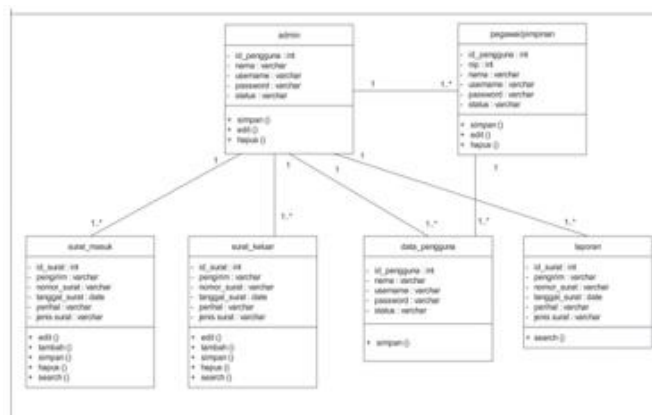 admin
- id_pengguna : int
- nama : varchar
- username : varchar
- password : varchar
- status : varchar
+ simpan ()
+ edit ()
+ hapus ()
pegawai/pimpinan
- id_pengguna : int
- nip : int
- nama : varchar
- username : varchar
- password : varchar
- status : varchar
+ simpan ()
+ edit ()
+ hapus ()
1
1..*
1
1
1
1
1
1..*
1..*
1..*
1..*
1..*
surat_masuk
- id_surat : int
- pengirim : varchar
- nomor_surat : varchar
- tanggal_surat : date
- perihal : varchar
- jenis surat : varchar
+ edit ()
+ tambah ()
+ simpan ()
+ hapus ()
+ search ()
surat_keluar
- id_surat : int
- pengirim : varchar
- nomor_surat : varchar
- tanggal_surat : date
- perihal : varchar
- jenis surat : varchar
+ edit ()
+ tambah ()
+ simpan ()
+ hapus ()
+ search ()
data_pengguna
- id_pengguna : int
- nama : varchar
- username : varchar
- password : varchar
- status : varchar
+ simpan ()
laporan
- id_surat : int
- pengirim : varchar
- nomor_surat : varchar
- tanggal_surat : date
- perihal : varchar
- jenis surat : varchar
+ search ()